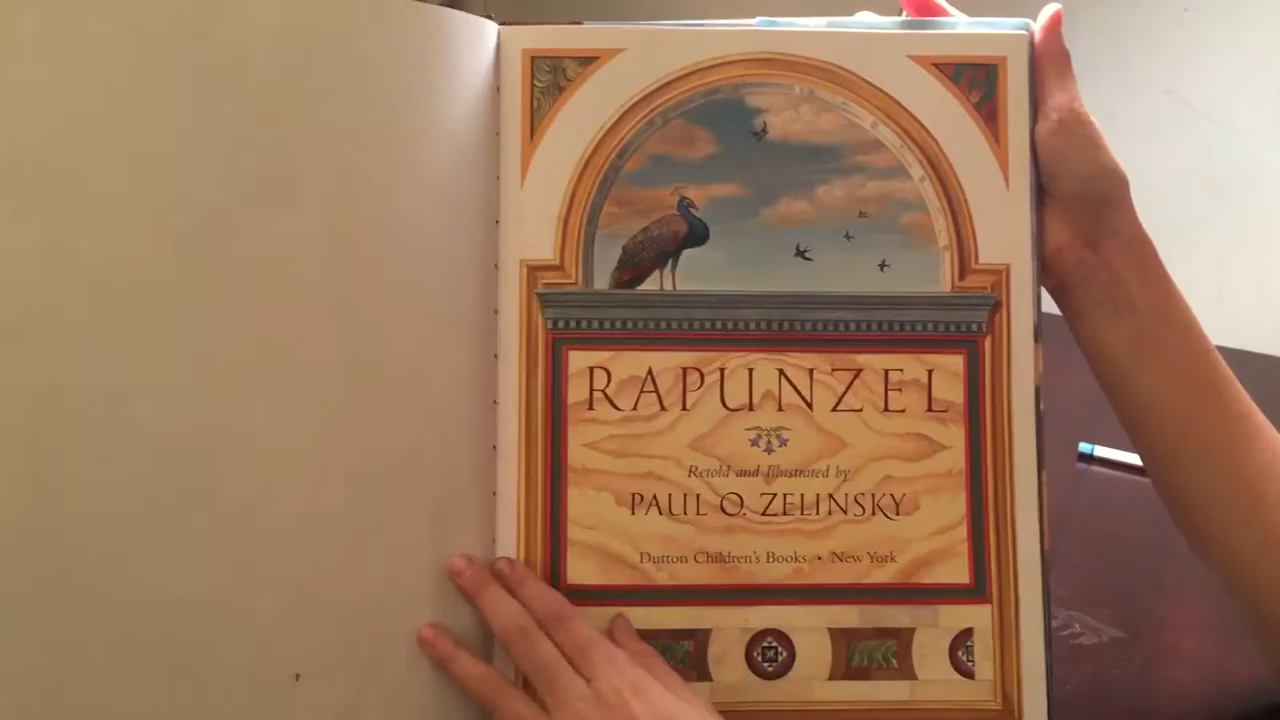 RAPUNZEL
Retold and Illustrated by
PAUL O. ZELINSKY
Dutton Children's Books • New York